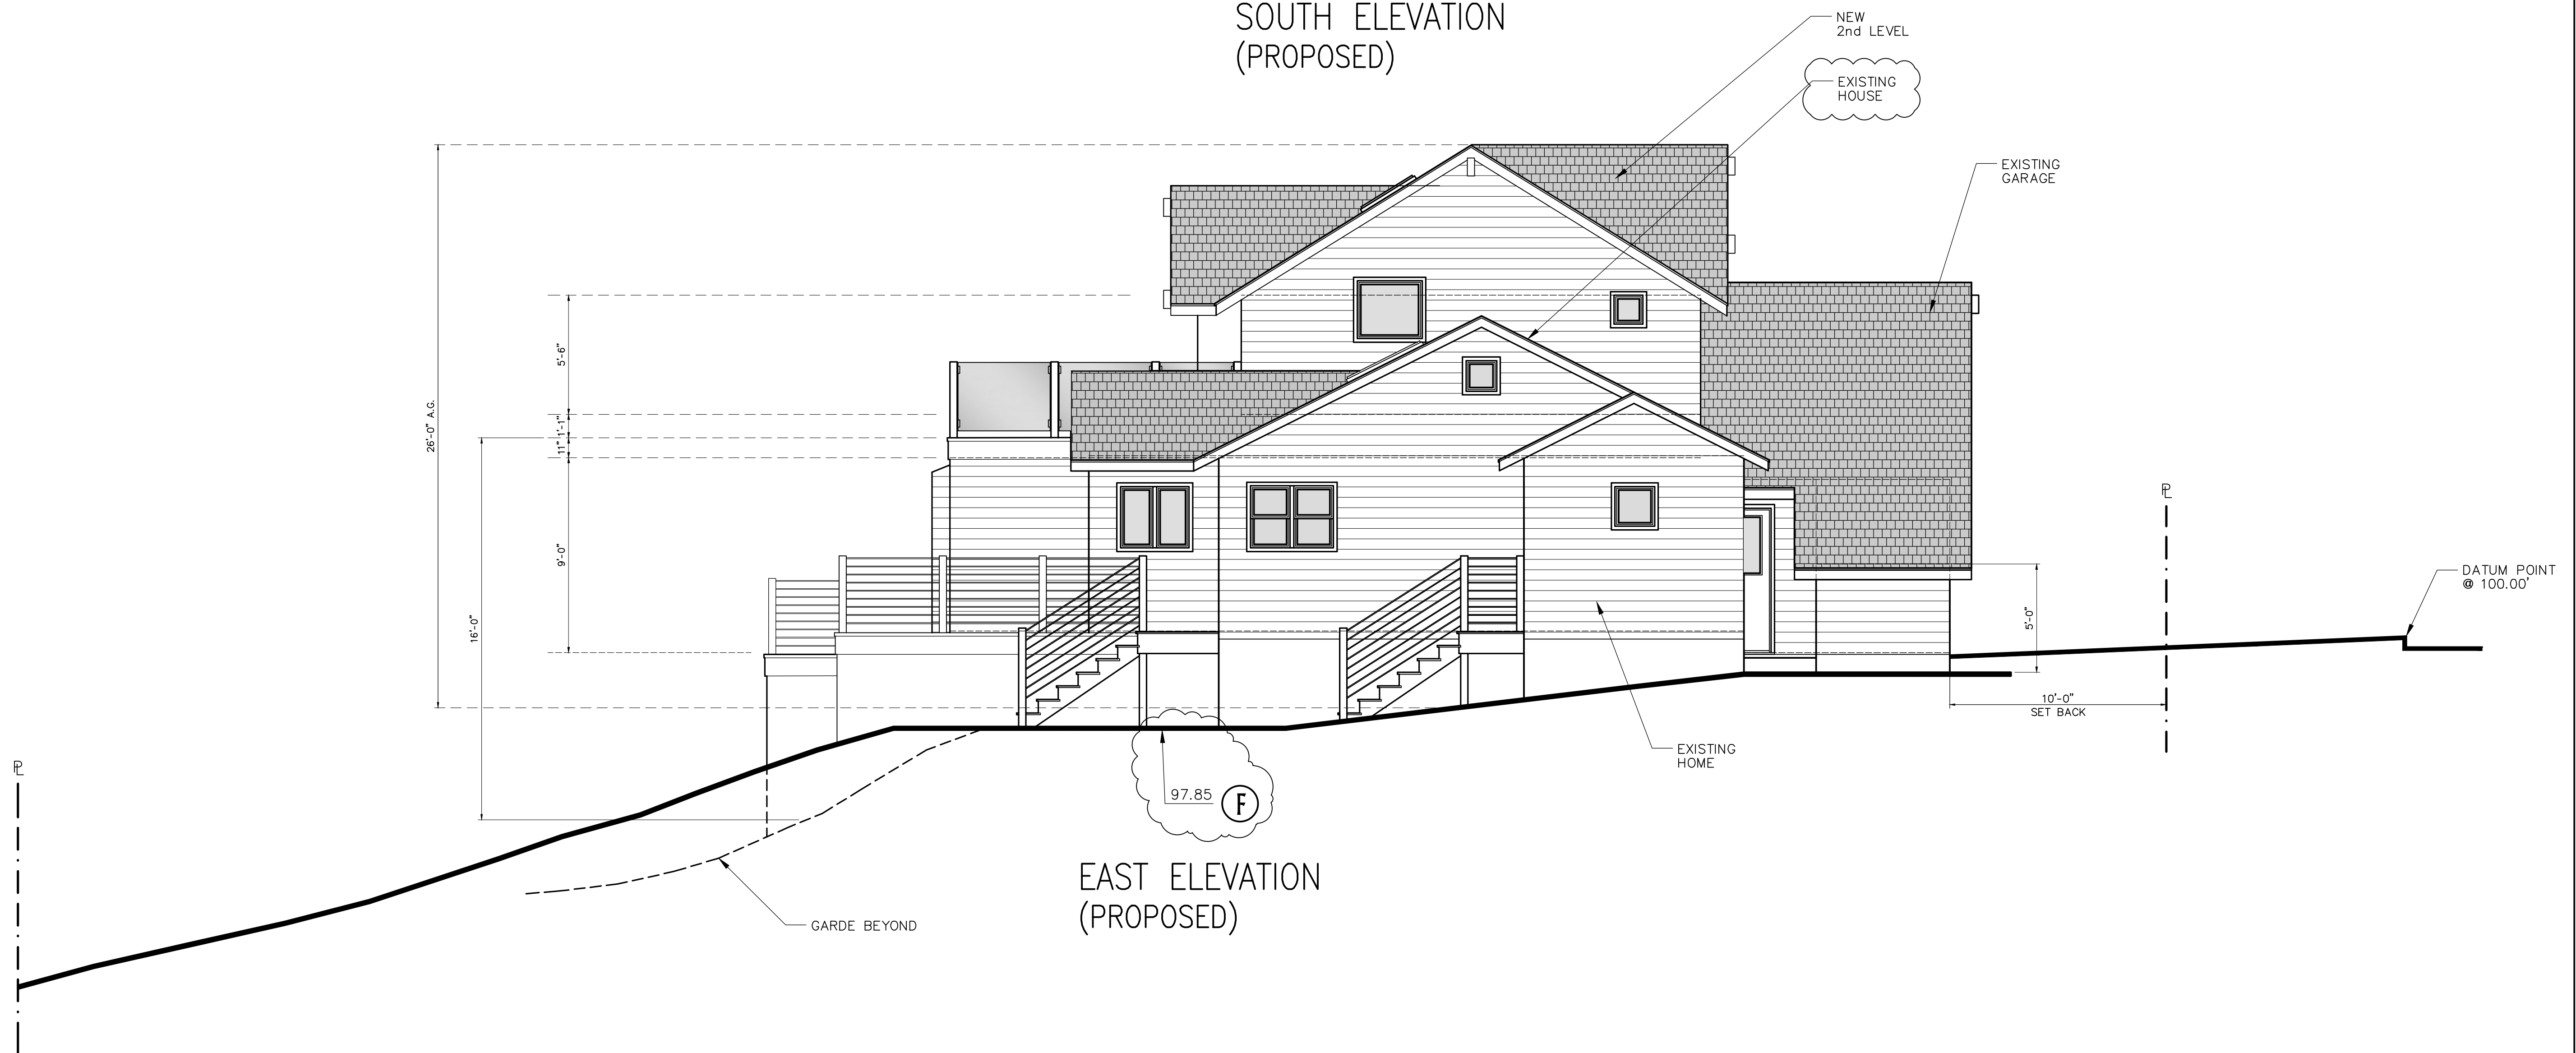 SOUTH ELEVATION
(PROPOSED)
NEW
2nd LEVEL
EXISTING
HOUSE
EXISTING
GARAGE
26'-0" A.G.
5'-6"
1'-1"
11"
9'-0"
16'-0"
PL
DATUM POINT
@ 100.00'
5'-0"
10'-0"
SET BACK
EXISTING
HOME
PL
97.85 F
EAST ELEVATION
(PROPOSED)
GARDE BEYOND